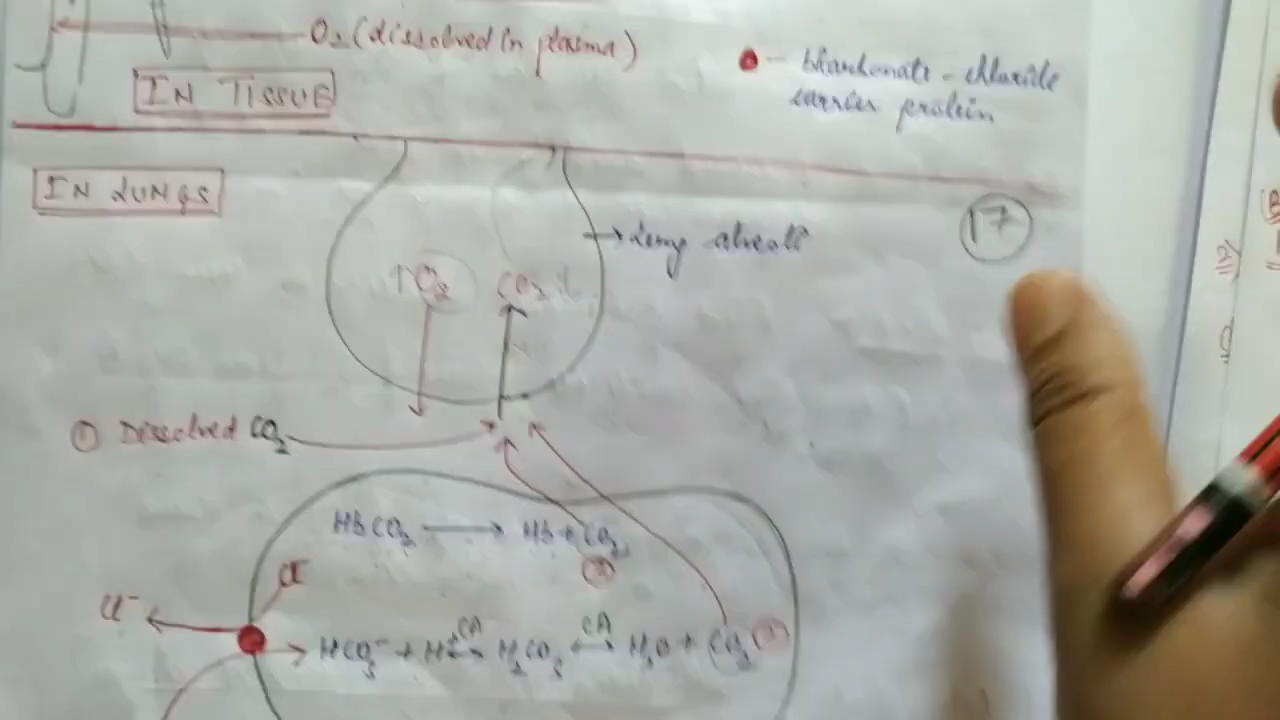 O₂ (dissolved in plasma)
IN TISSUE
- bicarbonate - chloride
carrier protein
IN LUNGS
17
→ Lung alveoli
↑O₂ CO₂↓
① Dissolved CO₂
HbCO₂ → Hb + CO₂
(2)
Cl⁻
Cl⁻
HCO₃⁻ + H⁺ ⇌ H₂CO₃ ⇌ H₂O + CO₂ (3)
CA CA